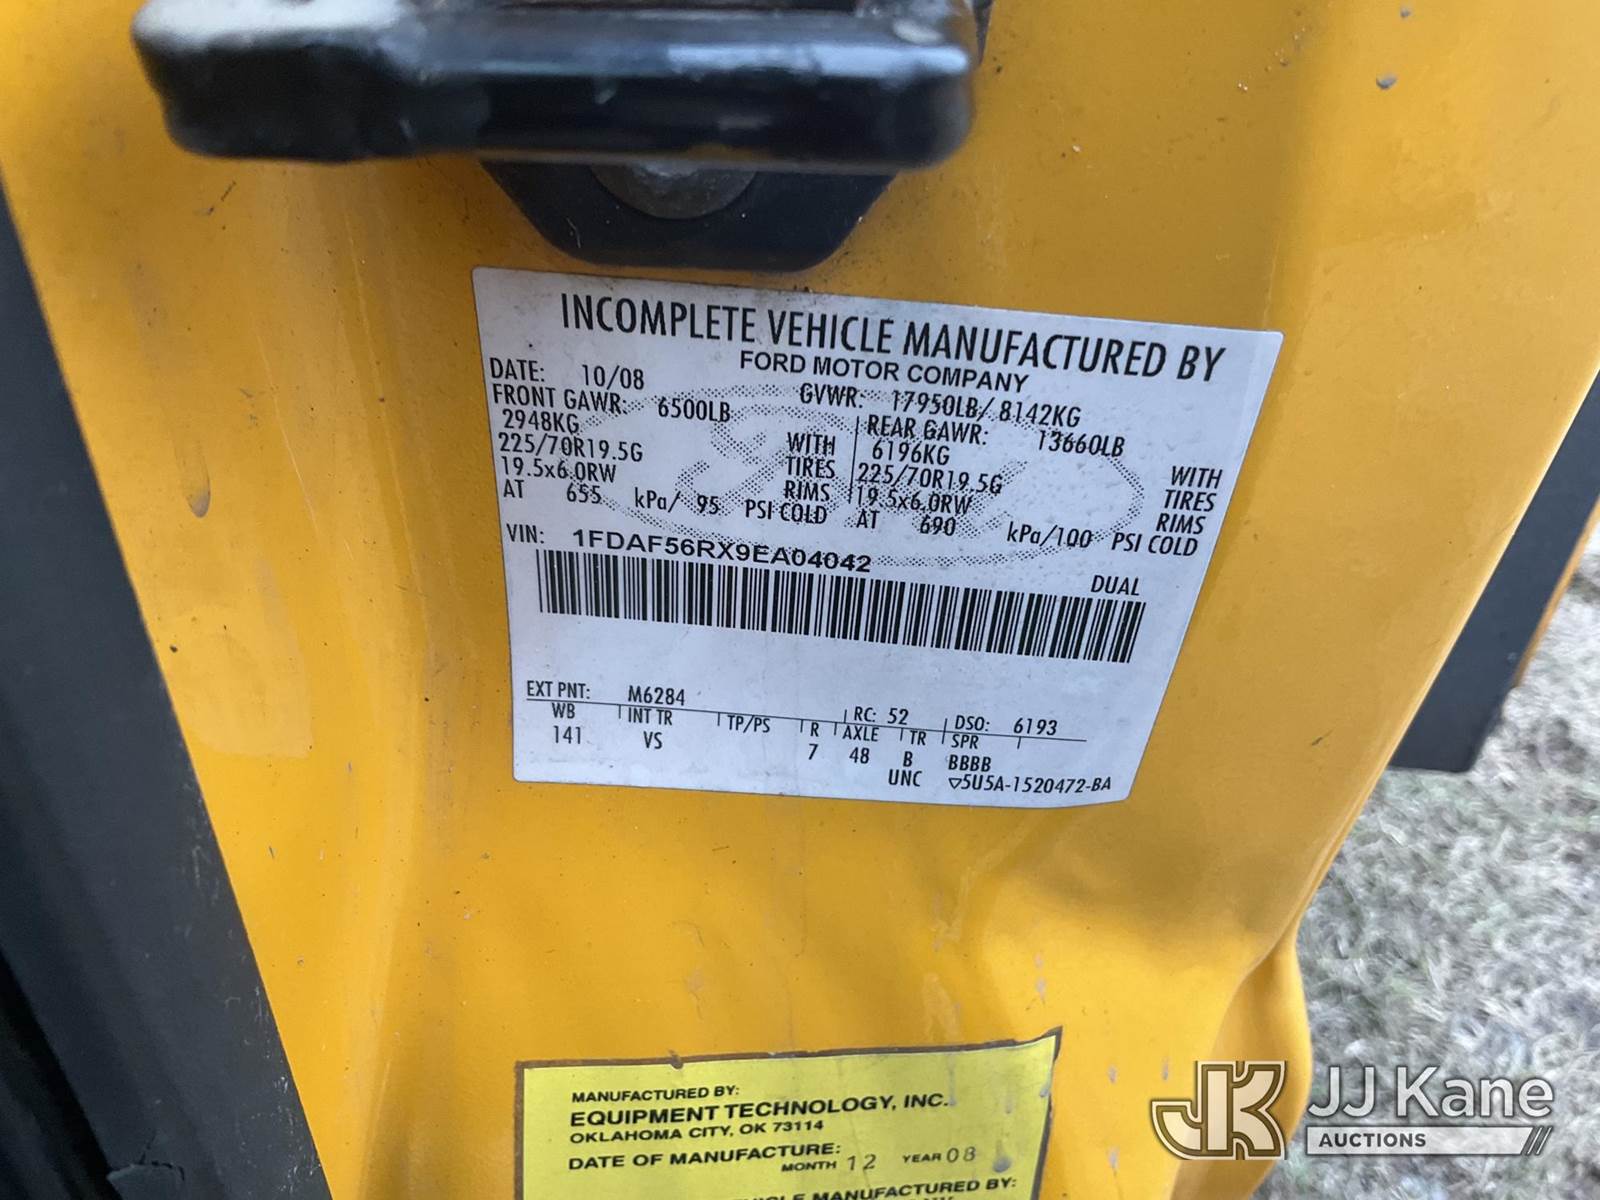 INCOMPLETE VEHICLE MANUFACTURED BY
FORD MOTOR COMPANY
DATE: 10/08 GVWR: 17950LB/ 8142KG
FRONT GAWR: 6500LB REAR GAWR: 13660LB
2948KG WITH 6196KG WITH
225/70R19.5G TIRES 225/70R19.5G TIRES
19.5x6.0RW RIMS 19.5x6.0RW RIMS
AT 655 kPa/ 95 PSI COLD AT 690 kPa/100 PSI COLD
VIN: 1FDAF56RX9EA04042
DUAL
EXT PNT: M6284 RC: 52 DSO: 6193
WB INT TR TP/PS R AXLE TR SPR
141 VS 7 48 B BBBB
UNC 5U5A-1520472-BA
MANUFACTURED BY:
EQUIPMENT TECHNOLOGY, INC.
OKLAHOMA CITY, OK 73114
DATE OF MANUFACTURE:
MONTH 12 YEAR 08
MANUFACTURED BY:
JK JJ Kane
AUCTIONS